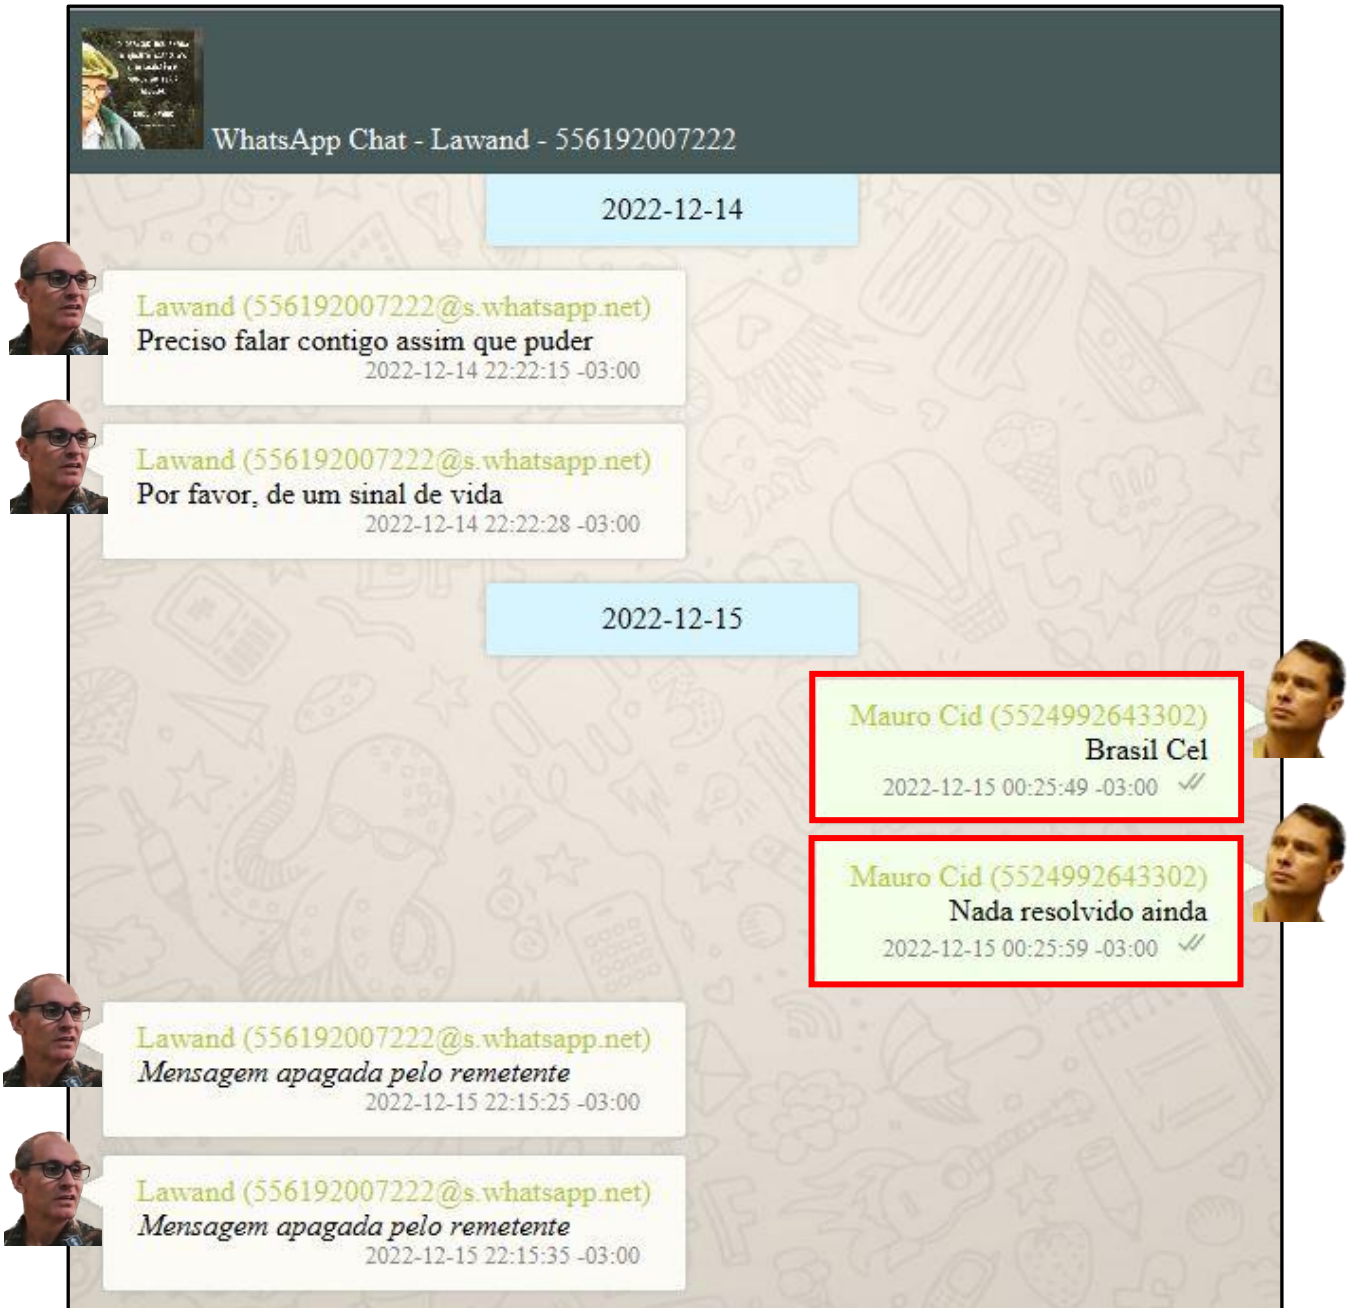 WhatsApp Chat - Lawand - 556192007222
2022-12-14
Lawand (556192007222@s.whatsapp.net)
Preciso falar contigo assim que puder
2022-12-14 22:22:15 -03:00
Lawand (556192007222@s.whatsapp.net)
Por favor, de um sinal de vida
2022-12-14 22:22:28 -03:00
2022-12-15
Mauro Cid (5524992643302)
Brasil Cel
2022-12-15 00:25:49 -03:00
Mauro Cid (5524992643302)
Nada resolvido ainda
2022-12-15 00:25:59 -03:00
Lawand (556192007222@s.whatsapp.net)
Mensagem apagada pelo remetente
2022-12-15 22:15:25 -03:00
Lawand (556192007222@s.whatsapp.net)
Mensagem apagada pelo remetente
2022-12-15 22:15:35 -03:00